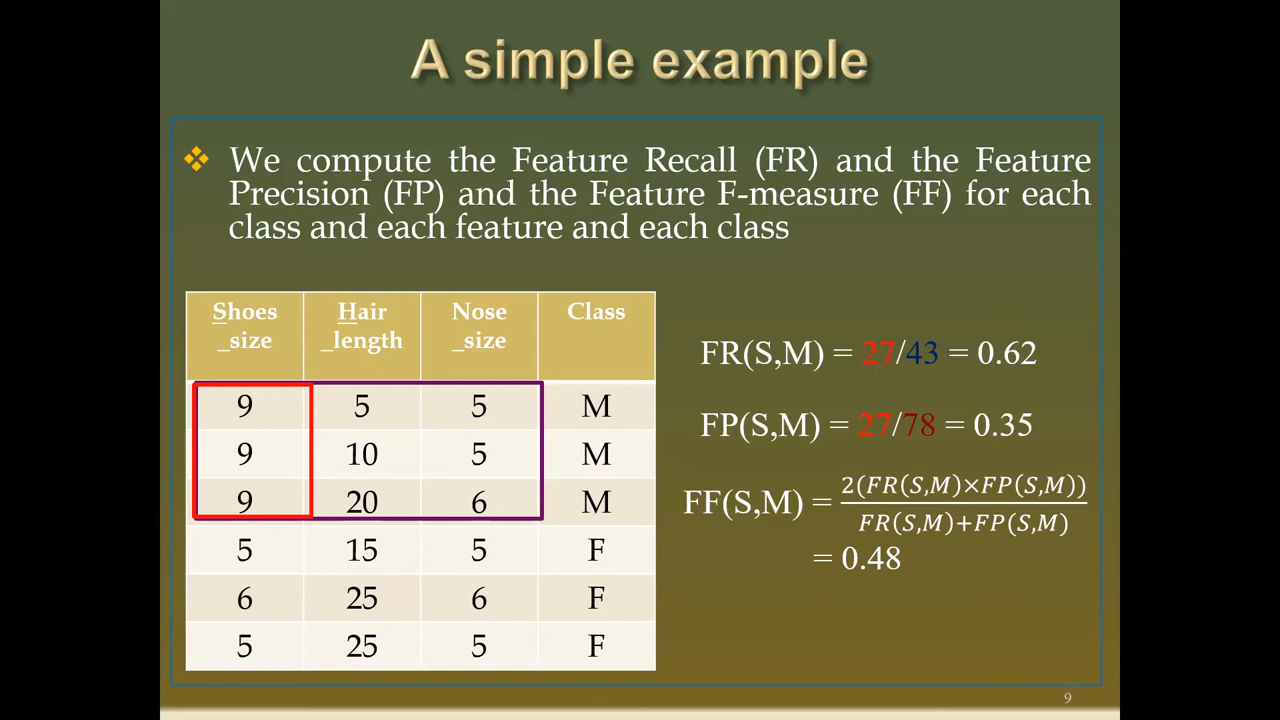 A simple example
❖ We compute the Feature Recall (FR) and the Feature
Precision (FP) and the Feature F-measure (FF) for each
class and each feature and each class
Shoes _size Hair _length Nose _size Class
9 5 5 M
9 10 5 M
9 20 6 M
5 15 5 F
6 25 6 F
5 25 5 F
FR(S,M) = 27/43 = 0.62
FP(S,M) = 27/78 = 0.35
FF(S,M) = 2(FR(S,M)×FP(S,M)) / FR(S,M)+FP(S,M)
= 0.48
9